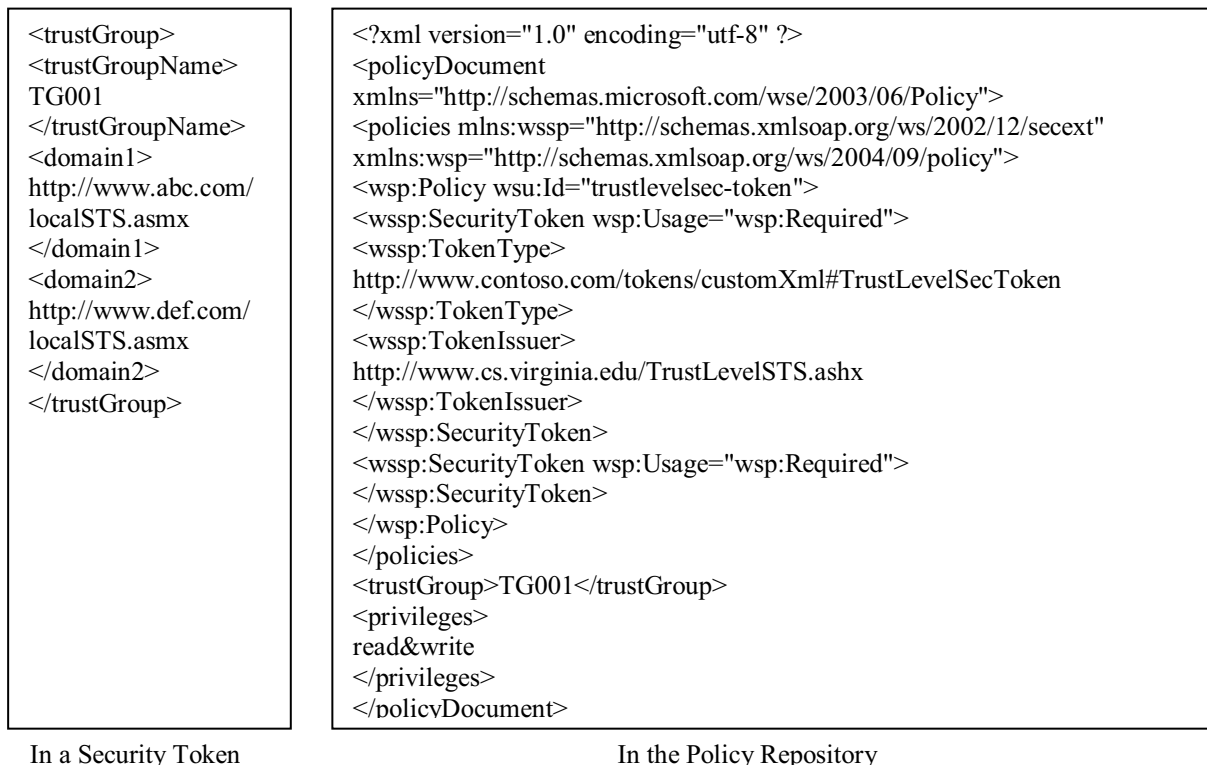 <trustGroup>
<trustGroupName>
TG001
</trustGroupName>
<domain1>
http://www.abc.com/
localSTS.asmx
</domain1>
<domain2>
http://www.def.com/
localSTS.asmx
</domain2>
</trustGroup>
In a Security Token
<?xml version="1.0" encoding="utf-8" ?>
<policyDocument
xmlns="http://schemas.microsoft.com/wse/2003/06/Policy">
<policies mlns:wssp="http://schemas.xmlsoap.org/ws/2002/12/secext"
xmlns:wsp="http://schemas.xmlsoap.org/ws/2004/09/policy">
<wsp:Policy wsu:Id="trustlevelsec-token">
<wssp:SecurityToken wsp:Usage="wsp:Required">
<wssp:TokenType>
http://www.contoso.com/tokens/customXml#TrustLevelSecToken
</wssp:TokenType>
<wssp:TokenIssuer>
http://www.cs.virginia.edu/TrustLevelSTS.ashx
</wssp:TokenIssuer>
</wssp:SecurityToken>
<wssp:SecurityToken wsp:Usage="wsp:Required">
</wssp:SecurityToken>
</wsp:Policy>
</policies>
<trustGroup>TG001</trustGroup>
<privileges>
read&write
</privileges>
</policyDocument>
In the Policy Repository